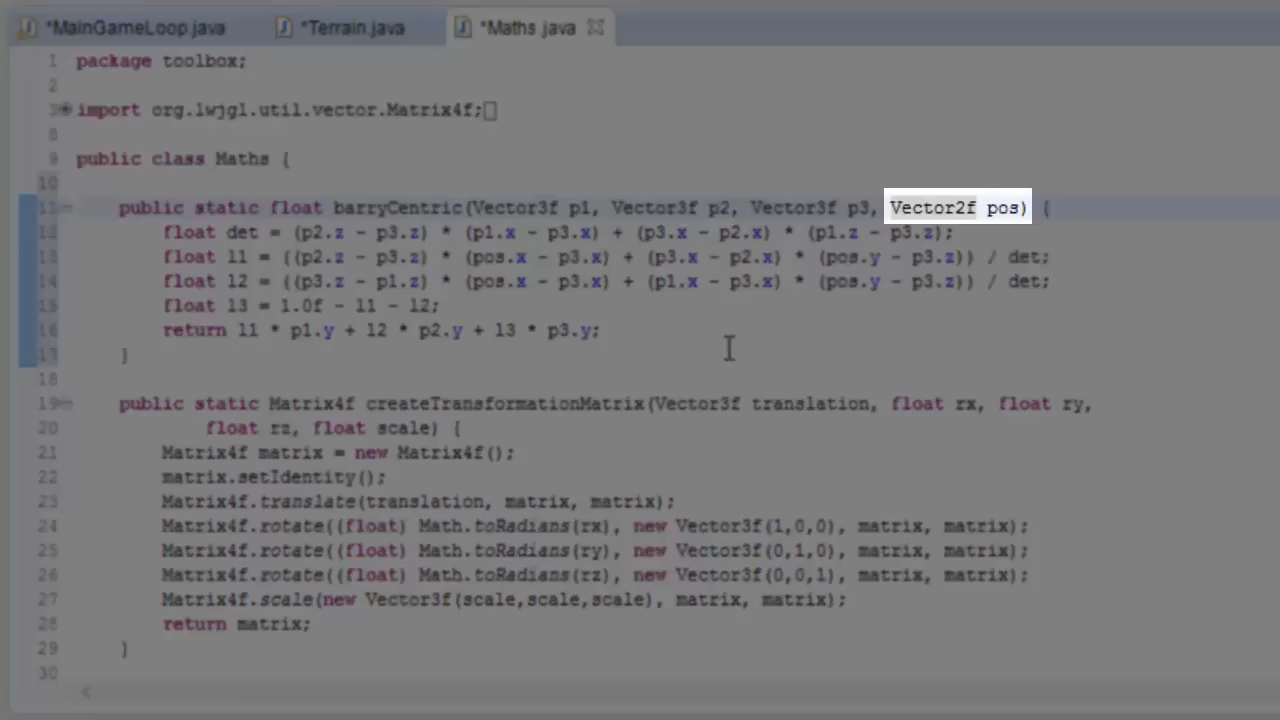 *MainGameLoop.java *Terrain.java *Maths.java
1 package toolbox;
2
3 import org.lwjgl.util.vector.Matrix4f;
8
9 public class Maths {
10
11 public static float barryCentric(Vector3f p1, Vector3f p2, Vector3f p3, Vector2f pos) {
12 float det = (p2.z - p3.z) * (p1.x - p3.x) + (p3.x - p2.x) * (p1.z - p3.z);
13 float l1 = ((p2.z - p3.z) * (pos.x - p3.x) + (p3.x - p2.x) * (pos.y - p3.z)) / det;
14 float l2 = ((p3.z - p1.z) * (pos.x - p3.x) + (p1.x - p3.x) * (pos.y - p3.z)) / det;
15 float l3 = 1.0f - l1 - l2;
16 return l1 * p1.y + l2 * p2.y + l3 * p3.y;
17 }
18
19 public static Matrix4f createTransformationMatrix(Vector3f translation, float rx, float ry,
20 float rz, float scale) {
21 Matrix4f matrix = new Matrix4f();
22 matrix.setIdentity();
23 Matrix4f.translate(translation, matrix, matrix);
24 Matrix4f.rotate((float) Math.toRadians(rx), new Vector3f(1,0,0), matrix, matrix);
25 Matrix4f.rotate((float) Math.toRadians(ry), new Vector3f(0,1,0), matrix, matrix);
26 Matrix4f.rotate((float) Math.toRadians(rz), new Vector3f(0,0,1), matrix, matrix);
27 Matrix4f.scale(new Vector3f(scale,scale,scale), matrix, matrix);
28 return matrix;
29 }
30